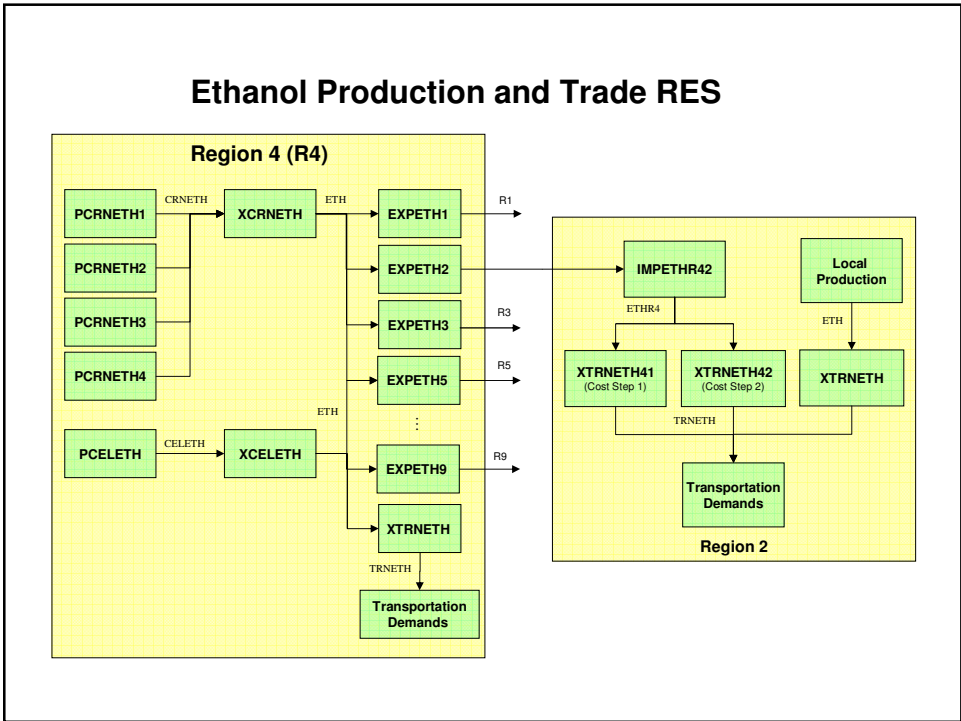 Ethanol Production and Trade RES
Region 4 (R4)
PCRNETH1
CRNETH
XCRNETH
ETH
EXPETH1
R1
PCRNETH2
EXPETH2
PCRNETH3
EXPETH3
R3
PCRNETH4
EXPETH5
R5
ETH
⋮
PCELETH
CELETH
XCELETH
EXPETH9
R9
XTRNETH
TRNETH
Transportation
Demands
IMPETHR42
Local
Production
ETHR4
ETH
XTRNETH41
(Cost Step 1)
XTRNETH42
(Cost Step 2)
XTRNETH
TRNETH
Transportation
Demands
Region 2